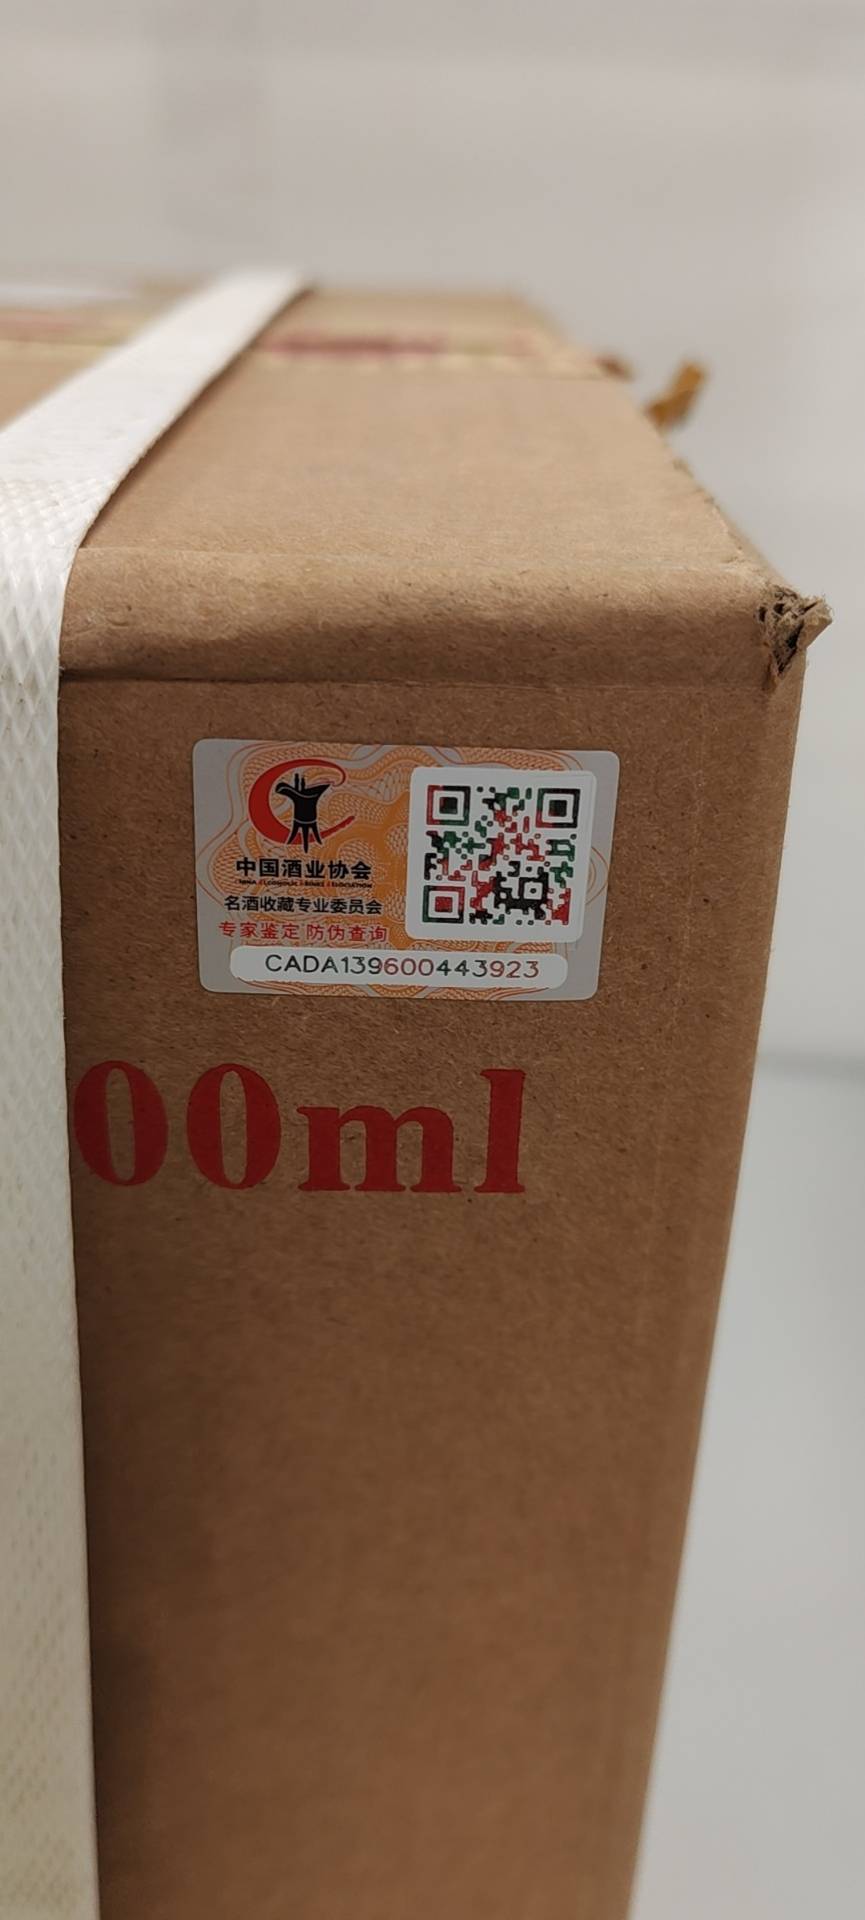 中国酒业协会
名酒收藏专业委员会
专家鉴定 防伪查询
CADA139600443923
00ml